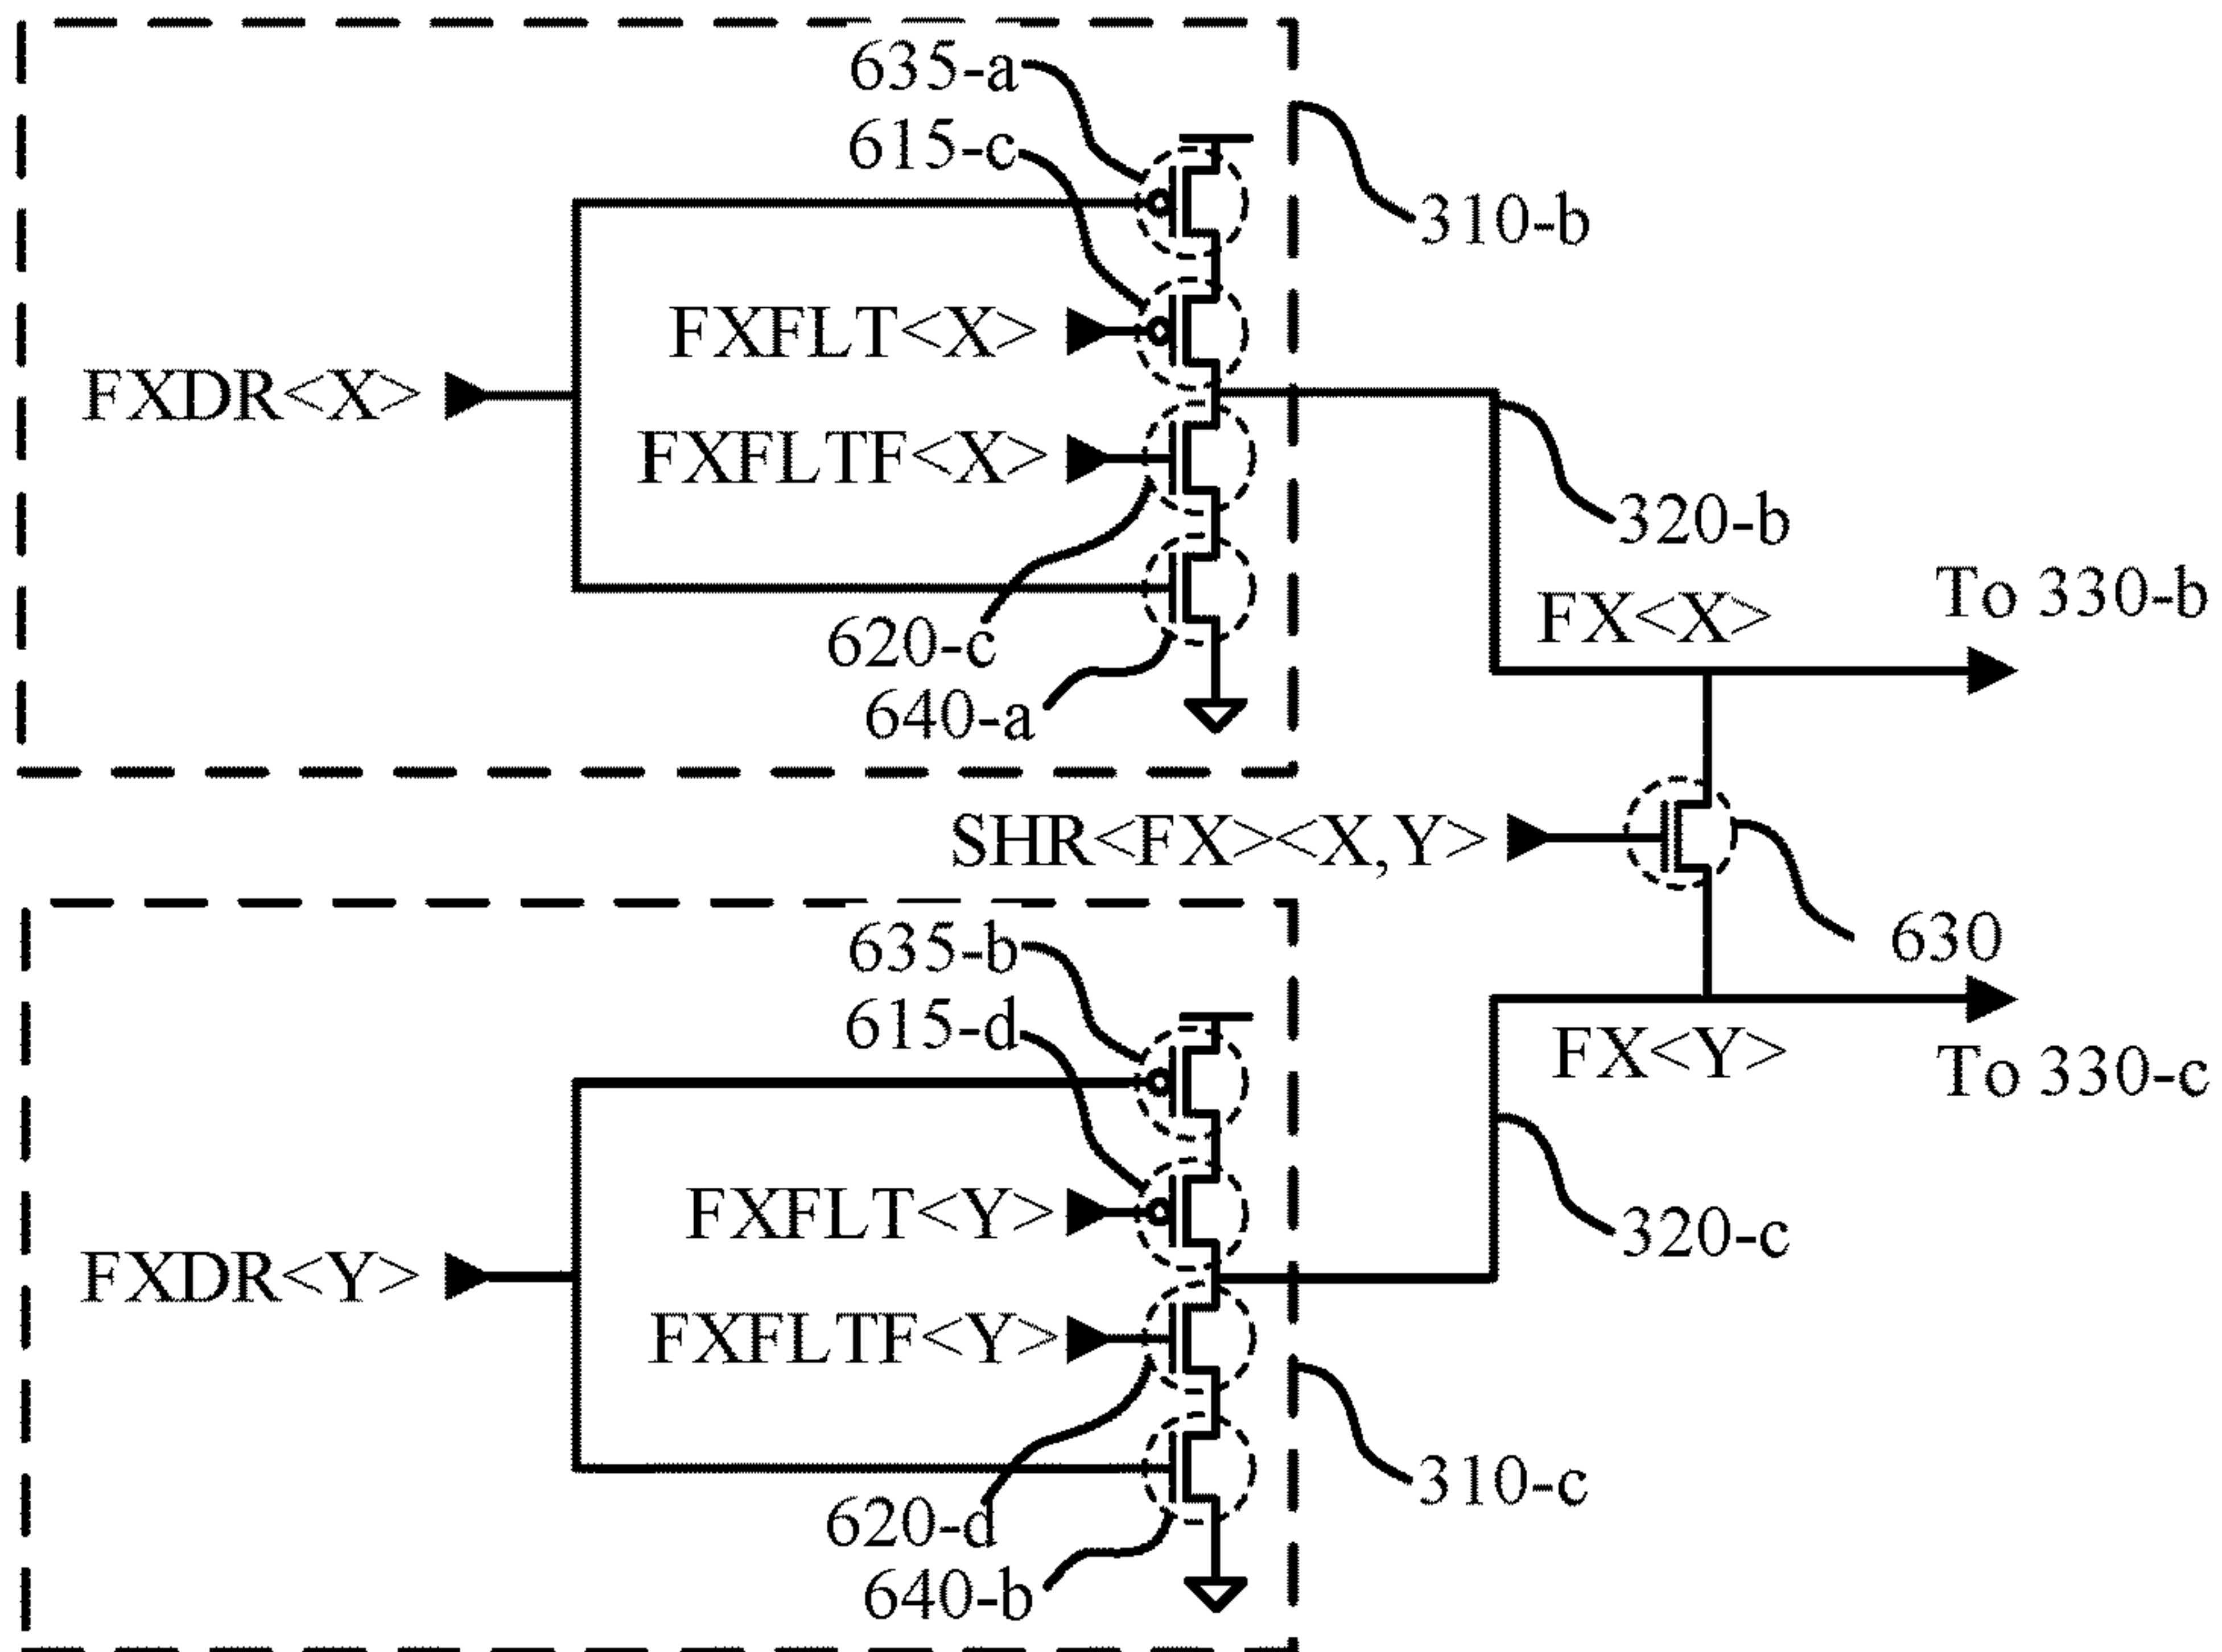 635-a
615-c
310-b
FXFLT<X>
FXDR<X>
FXFLTF<X>
320-b
To 330-b
FX<X>
620-c
640-a
SHR<FX><X,Y>
630
635-b
615-d
FX<Y>
To 330-c
FXFLT<Y>
320-c
FXDR<Y>
FXFLTF<Y>
310-c
620-d
640-b